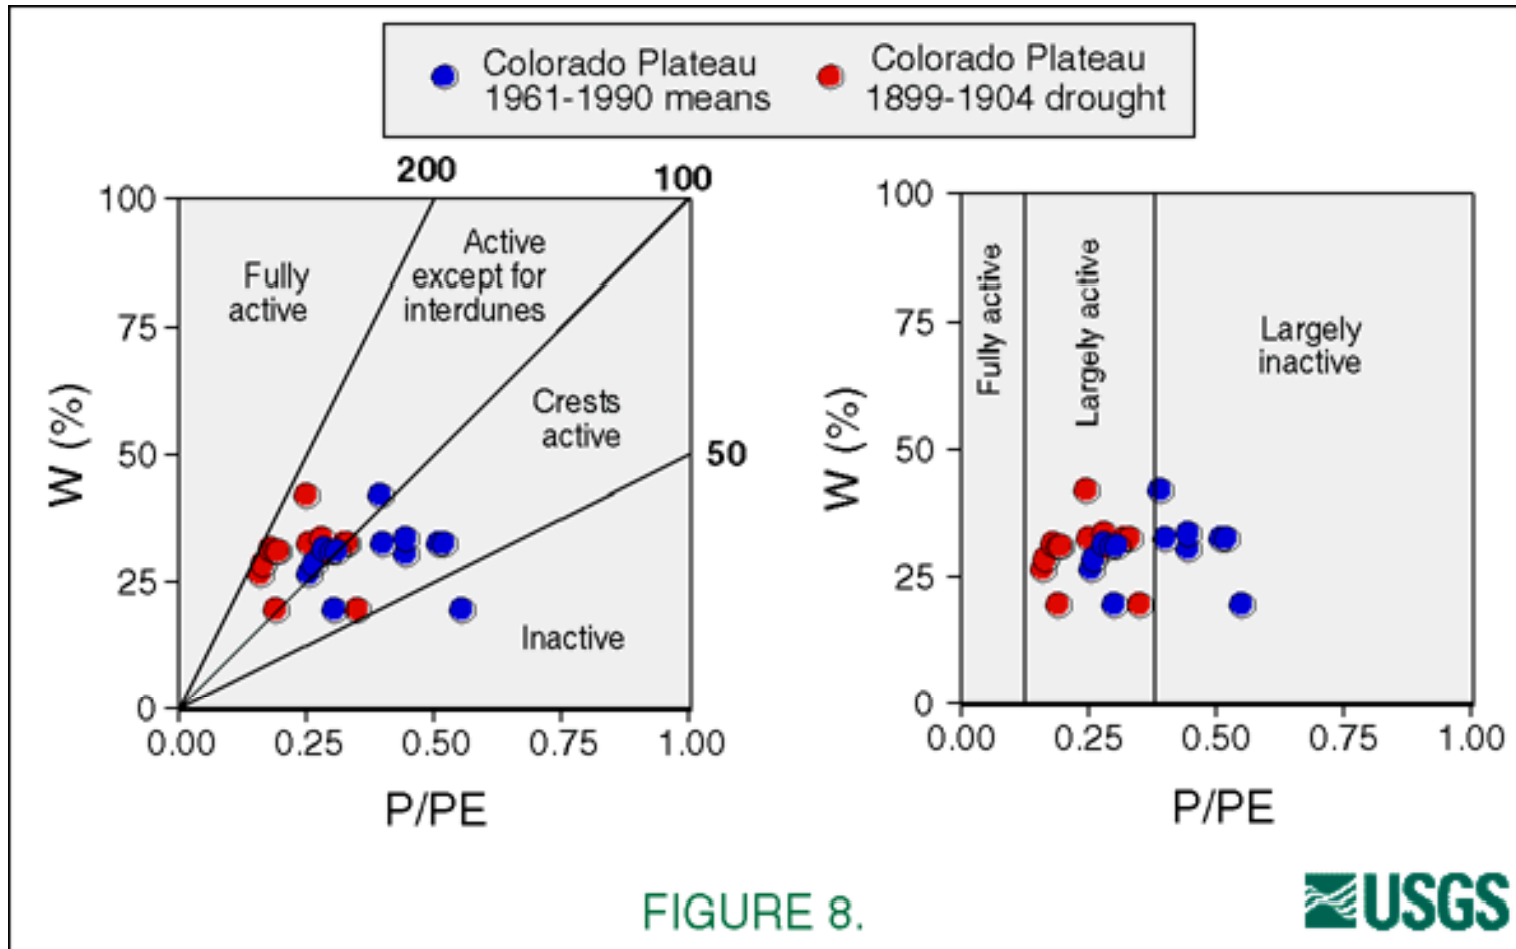 Colorado Plateau
1961-1990 means
Colorado Plateau
1899-1904 drought
200
100
100
75
50
25
0
W (%)
Fully
active
Active
except for
interdunes
Crests
active
50
Inactive
0.00
0.25
0.50
0.75
1.00
P/PE
100
75
50
25
0
W (%)
Fully active
Largely active
Largely
inactive
0.00
0.25
0.50
0.75
1.00
P/PE
FIGURE 8.
USGS